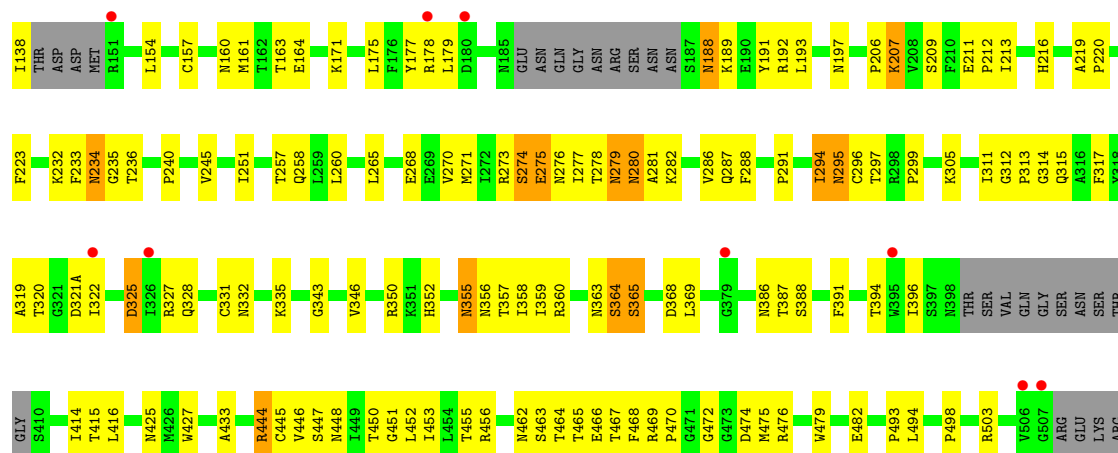 I138 THR ASP ASP MET R151 L154 C157 N160 M161 T162 T163 E164 K171 L175 F176 Y177 R178 L179 D180 N185 GLU ASN GLN GLY ASN ARG SER ASN ASN S187 N188 K189 E190 Y191 R192 L193 N197 P206 K207 V208 S209 F210 E211 P212 I213 H216 A219 P220
F223 K232 F233 N234 G235 T236 P240 V245 I251 T257 Q258 L259 L260 L265 E268 E269 V270 M271 I272 R273 S274 E275 N276 I277 T278 N279 N280 A281 K282 V286 Q287 F288 P291 I294 N295 C296 T297 R298 P299 K305 I311 G312 P313 G314 Q315 A316 F317 Y318
A319 T320 G321 D321A I322 D325 I326 R327 Q328 C331 N332 K335 G343 V346 R350 K351 H352 N355 N356 T357 I358 I359 R360 N363 S364 S365 D368 L369 G379 N386 T387 S388 F391 T394 W395 I396 S397 N398 THR SER VAL GLN GLY SER ASN SER THR
GLY S410 I414 T415 L416 N425 M426 W427 A433 R444 C445 V446 S447 N448 I449 T450 G451 L452 I453 L454 T455 R456 N462 S463 T464 T465 E466 T467 F468 R469 P470 G471 G472 G473 D474 M475 R476 W479 E482 P493 L494 P498 R503 V506 G507 ARG GLU LYS ARG